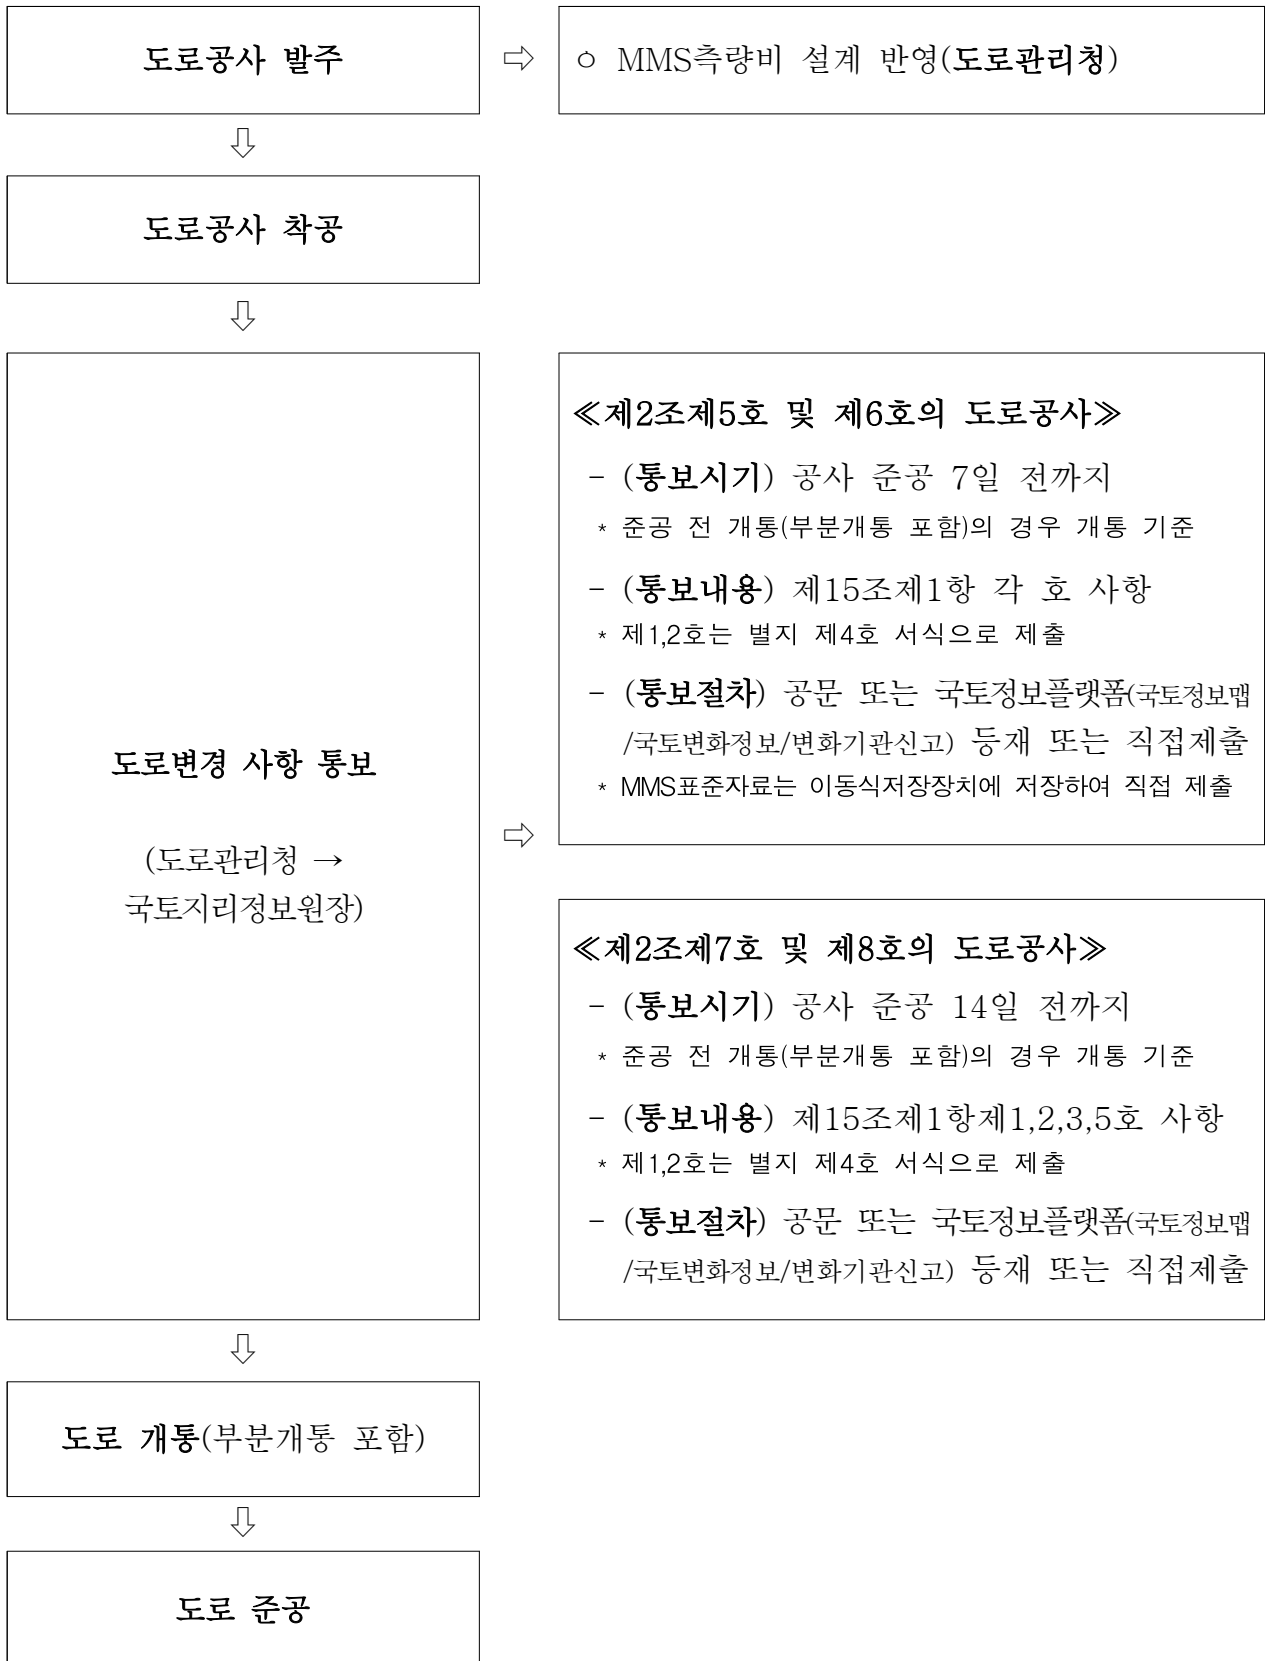 도로공사 발주
⇨
ㅇ MMS측량비 설계 반영(도로관리청)
⇩
도로공사 착공
⇩
도로변경 사항 통보
(도로관리청 →
국토지리정보원장)
⇨
≪제2조제5호 및 제6호의 도로공사≫
- (통보시기) 공사 준공 7일 전까지
* 준공 전 개통(부분개통 포함)의 경우 개통 기준
- (통보내용) 제15조제1항 각 호 사항
* 제1,2호는 별지 제4호 서식으로 제출
- (통보절차) 공문 또는 국토정보플랫폼(국토정보맵
/국토변화정보/변화기관신고) 등재 또는 직접제출
* MMS표준자료는 이동식저장장치에 저장하여 직접 제출
≪제2조제7호 및 제8호의 도로공사≫
- (통보시기) 공사 준공 14일 전까지
* 준공 전 개통(부분개통 포함)의 경우 개통 기준
- (통보내용) 제15조제1항제1,2,3,5호 사항
* 제1,2호는 별지 제4호 서식으로 제출
- (통보절차) 공문 또는 국토정보플랫폼(국토정보맵
/국토변화정보/변화기관신고) 등재 또는 직접제출
⇩
도로 개통(부분개통 포함)
⇩
도로 준공